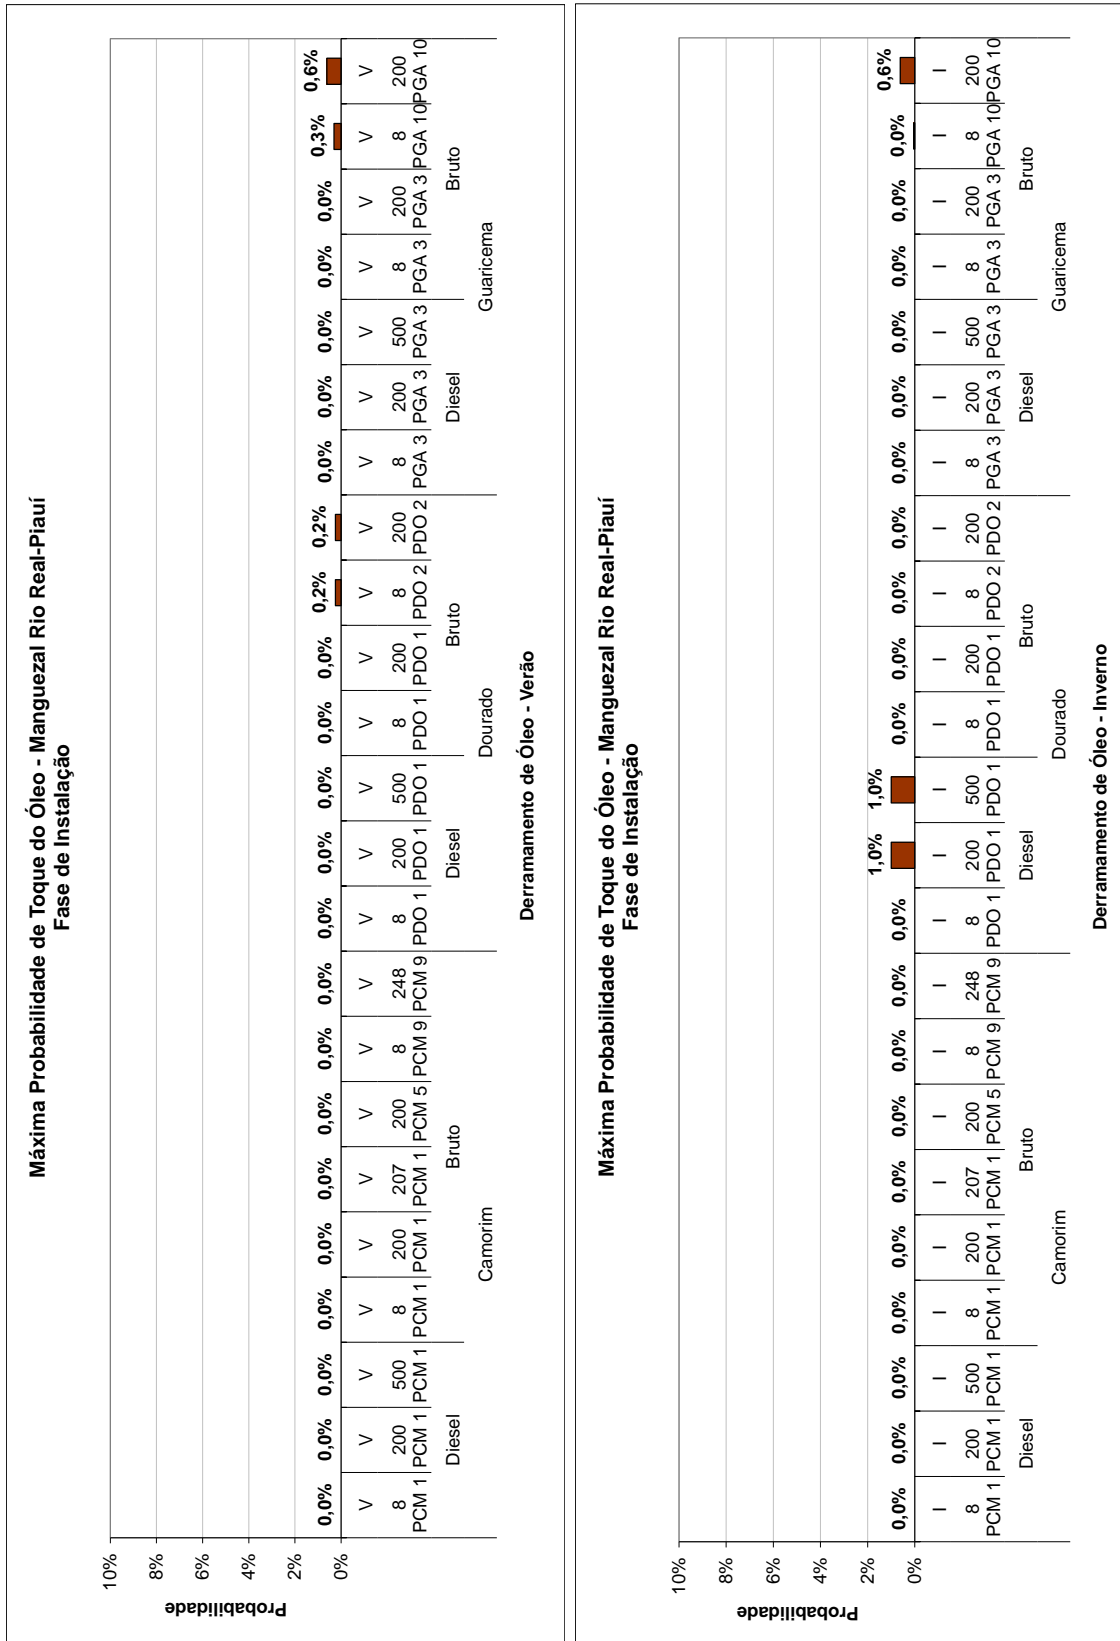 Máxima Probabilidade de Toque do Óleo - Manguezal Rio Real-Piauí
Fase de Instalação
10%
8%
6%
4%
2%
0%
Probabilidade
0,0% 0,0% 0,0% 0,0% 0,0% 0,0% 0,0% 0,0% 0,0% 0,0% 0,0% 0,0% 0,0% 0,0% 0,2% 0,2% 0,0% 0,0% 0,0% 0,0% 0,0% 0,3% 0,6%
V V V V V V V V V V V V V V V V V V V V V V V
8 200 500 8 200 207 200 8 248 8 200 500 8 200 8 200 8 200 500 8 200 8 200
PCM 1 PCM 1 PCM 1 PCM 1 PCM 1 PCM 1 PCM 5 PCM 9 PCM 9 PDO 1 PDO 1 PDO 1 PDO 1 PDO 1 PDO 2 PDO 2 PGA 3 PGA 3 PGA 3 PGA 3 PGA 3 PGA 10 PGA 10
Diesel Bruto Diesel Bruto Diesel Bruto
Camorim Dourado Guaricema
Derramamento de Óleo - Verão
Máxima Probabilidade de Toque do Óleo - Manguezal Rio Real-Piauí
Fase de Instalação
10%
8%
6%
4%
2%
0%
Probabilidade
0,0% 0,0% 0,0% 0,0% 0,0% 0,0% 0,0% 0,0% 0,0% 0,0% 1,0% 1,0% 0,0% 0,0% 0,0% 0,0% 0,0% 0,0% 0,0% 0,0% 0,0% 0,0% 0,6%
I I I I I I I I I I I I I I I I I I I I I I I
8 200 500 8 200 207 200 8 248 8 200 500 8 200 8 200 8 200 500 8 200 8 200
PCM 1 PCM 1 PCM 1 PCM 1 PCM 1 PCM 1 PCM 5 PCM 9 PCM 9 PDO 1 PDO 1 PDO 1 PDO 1 PDO 1 PDO 2 PDO 2 PGA 3 PGA 3 PGA 3 PGA 3 PGA 3 PGA 10 PGA 10
Diesel Bruto Diesel Bruto Diesel Bruto
Camorim Dourado Guaricema
Derramamento de Óleo - Inverno